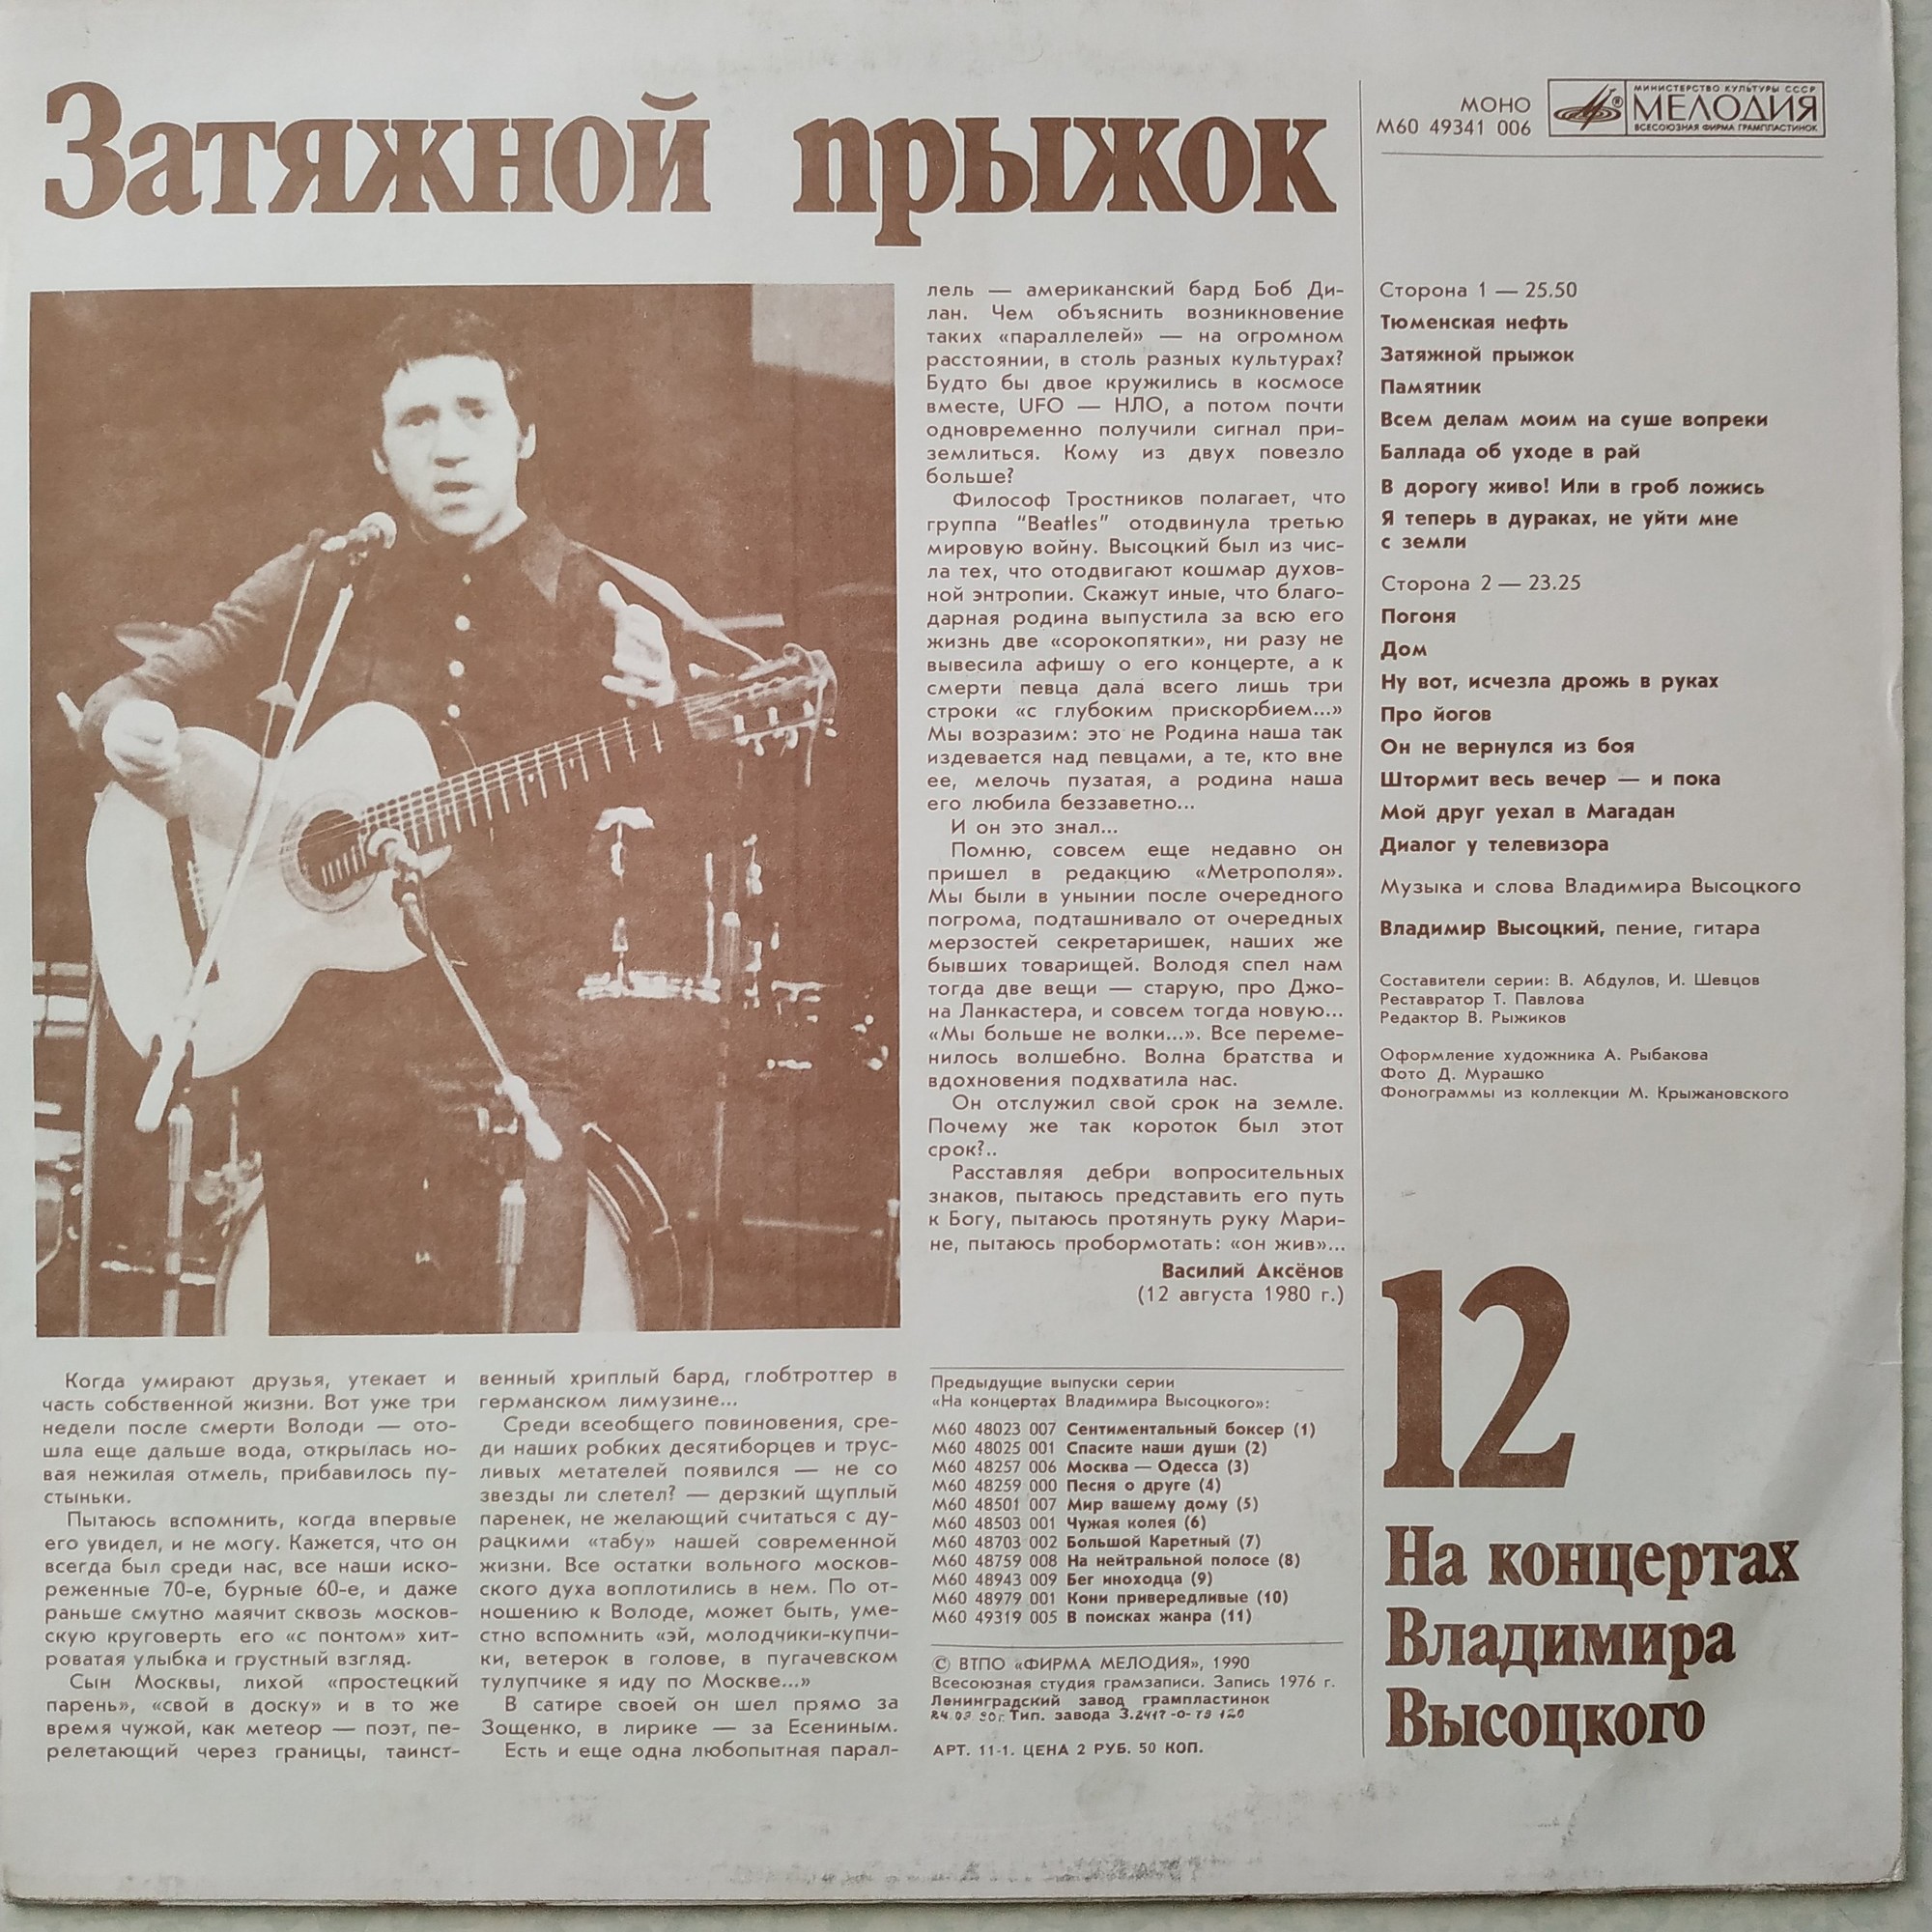 Затяжной прыжок
МОНО
М60 49341 006
МИНИСТЕРСТВО КУЛЬТУРЫ СССР
МЕЛОДИЯ
ВСЕСОЮЗНАЯ ФИРМА ГРАМПЛАСТИНОК
Когда умирают друзья, утекает и
часть собственной жизни. Вот уже три
недели после смерти Володи — ото-
шла еще дальше вода, открылась но-
вая нежилая отмель, прибавилось пу-
стыньки.
Пытаюсь вспомнить, когда впервые
его увидел, и не могу. Кажется, что он
всегда был среди нас, все наши иско-
реженные 70-е, бурные 60-е, и даже
раньше смутно маячит сквозь москов-
скую круговерть его «с понтом» хит-
роватая улыбка и грустный взгляд.
Сын Москвы, лихой «простецкий
парень», «свой в доску» и в то же
время чужой, как метеор — поэт, пе-
релетающий через границы, таинст-
венный хриплый бард, глобтроттер в
германском лимузине...
Среди всеобщего повиновения, сре-
ди наших робких десятиборцев и трус-
ливых метателей появился — не со
звезды ли слетел? — дерзкий щуплый
паренек, не желающий считаться с ду-
рацкими «табу» нашей современной
жизни. Все остатки вольного москов-
ского духа воплотились в нем. По от-
ношению к Володе, может быть, уме-
стно вспомнить «эй, молодчики-купчи-
ки, ветерок в голове, в пугачевском
тулупчике я иду по Москве...»
В сатире своей он шел прямо за
Зощенко, в лирике — за Есениным.
Есть и еще одна любопытная парал-
лель — американский бард Боб Ди-
лан. Чем объяснить возникновение
таких «параллелей» — на огромном
расстоянии, в столь разных культурах?
Будто бы двое кружились в космосе
вместе, UFO — НЛО, а потом почти
одновременно получили сигнал при-
землиться. Кому из двух повезло
больше?
Философ Тростников полагает, что
группа "Beatles" отодвинула третью
мировую войну. Высоцкий был из чис-
ла тех, что отодвигают кошмар духов-
ной энтропии. Скажут иные, что благо-
дарная родина выпустила за всю его
жизнь две «сорокопятки», ни разу не
вывесила афишу о его концерте, а к
смерти певца дала всего лишь три
строки «с глубоким прискорбием...»
Мы возразим: это не Родина наша так
издевается над певцами, а те, кто вне
ее, мелочь пузатая, а родина наша
его любила беззаветно...
И он это знал...
Помню, совсем еще недавно он
пришел в редакцию «Метрополя».
Мы были в унынии после очередного
погрома, подташнивало от очередных
мерзостей секретаришек, наших же
бывших товарищей. Володя спел нам
тогда две вещи — старую, про Джо-
на Ланкастера, и совсем тогда новую...
«Мы больше не волки...». Все переме-
нилось волшебно. Волна братства и
вдохновения подхватила нас.
Он отслужил свой срок на земле.
Почему же так короток был этот
срок?..
Расставляя дебри вопросительных
знаков, пытаюсь представить его путь
к Богу, пытаюсь протянуть руку Мари-
не, пытаюсь пробормотать: «он жив»...
Василий Аксёнов
(12 августа 1980 г.)
Предыдущие выпуски серии
«На концертах Владимира Высоцкого»:
М60 48023 007 Сентиментальный боксер (1)
М60 48025 001 Спасите наши души (2)
М60 48257 006 Москва — Одесса (3)
М60 48259 000 Песня о друге (4)
М60 48501 007 Мир вашему дому (5)
М60 48503 001 Чужая колея (6)
М60 48703 002 Большой Каретный (7)
М60 48759 008 На нейтральной полосе (8)
М60 48943 009 Бег иноходца (9)
М60 48979 001 Кони привередливые (10)
М60 49319 005 В поисках жанра (11)
© ВТПО «ФИРМА МЕЛОДИЯ», 1990
Всесоюзная студия грамзаписи. Запись 1976 г.
Ленинградский завод грампластинок
Тип. завода
АРТ. 11-1. ЦЕНА 2 РУБ. 50 КОП.
Сторона 1 — 25.50
Тюменская нефть
Затяжной прыжок
Памятник
Всем делам моим на суше вопреки
Баллада об уходе в рай
В дорогу живо! Или в гроб ложись
Я теперь в дураках, не уйти мне
с земли
Сторона 2 — 23.25
Погоня
Дом
Ну вот, исчезла дрожь в руках
Про йогов
Он не вернулся из боя
Штормит весь вечер — и пока
Мой друг уехал в Магадан
Диалог у телевизора
Музыка и слова Владимира Высоцкого
Владимир Высоцкий, пение, гитара
Составители серии: В. Абдулов, И. Шевцов
Реставратор Т. Павлова
Редактор В. Рыжиков
Оформление художника А. Рыбакова
Фото Д. Мурашко
Фонограммы из коллекции М. Крыжановского
12
На концертах
Владимира
Высоцкого